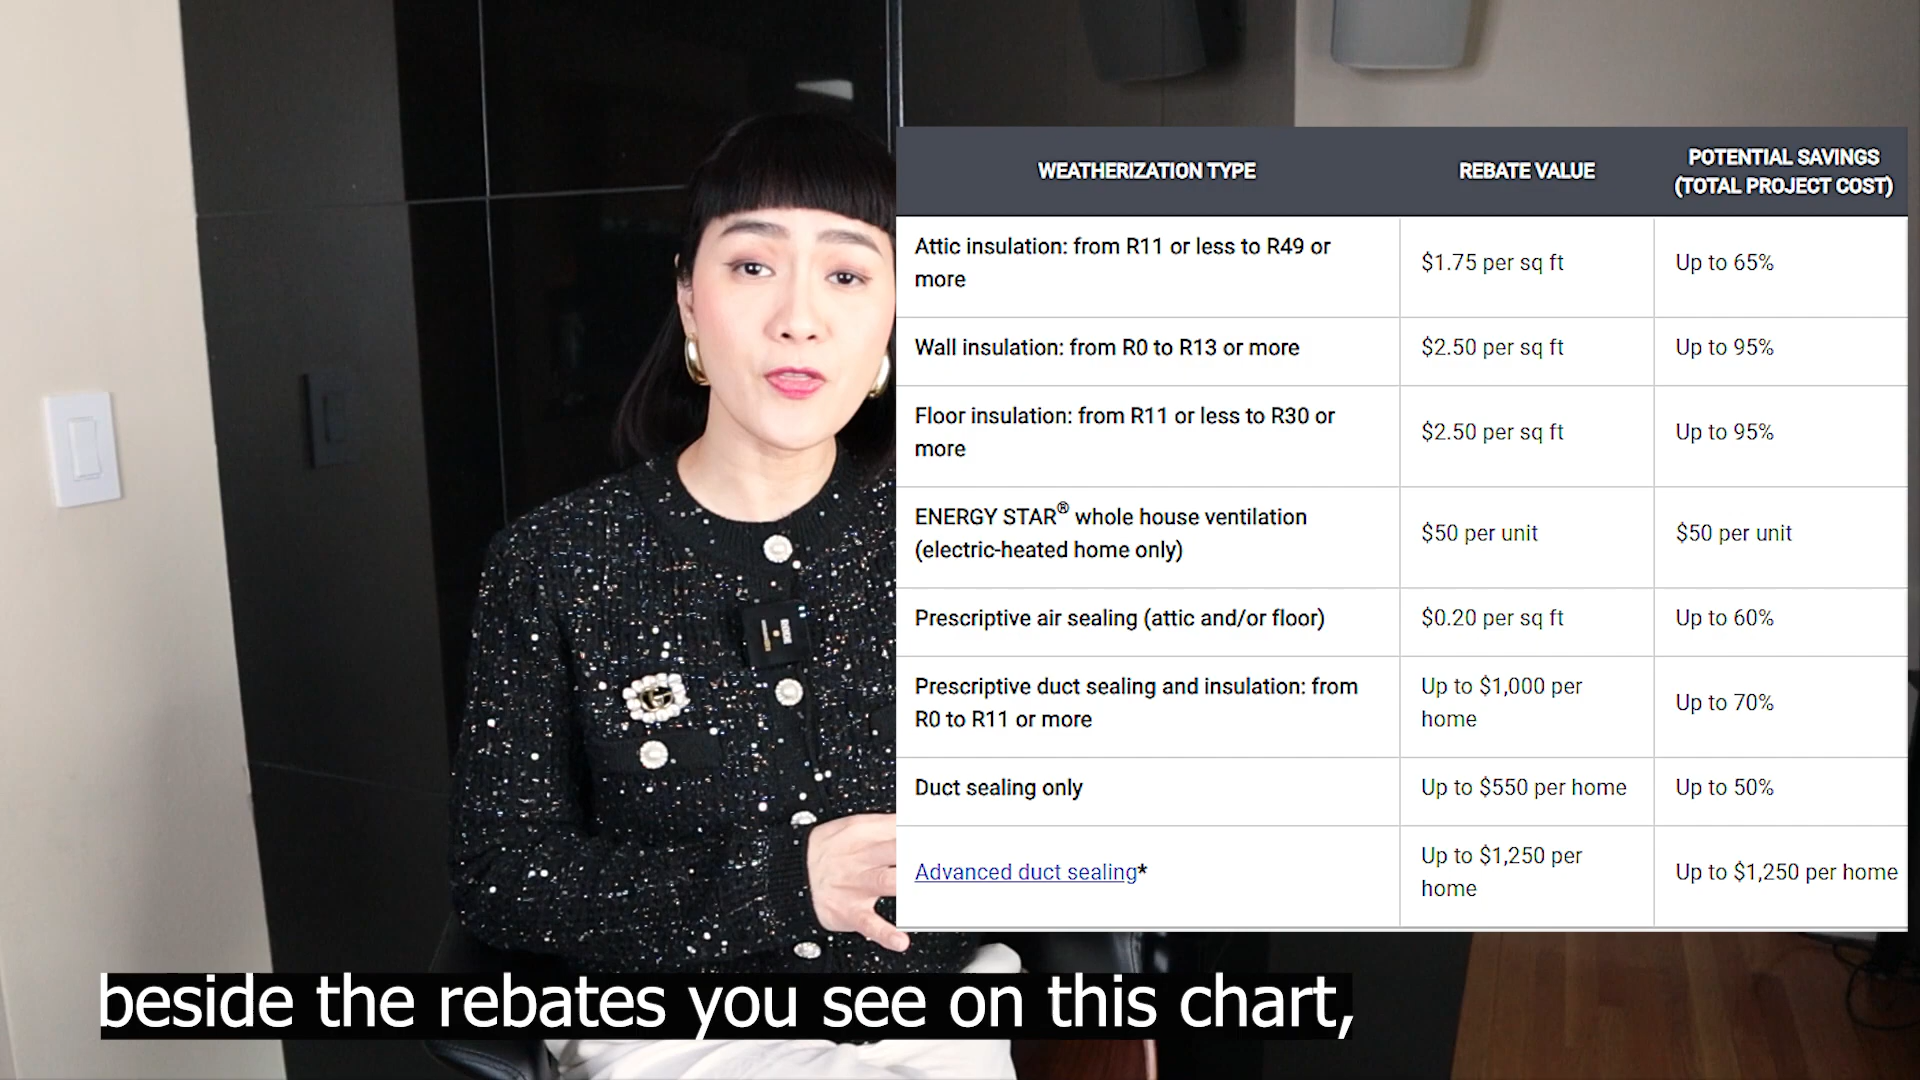 WEATHERIZATION TYPE
REBATE VALUE
POTENTIAL SAVINGS
(TOTAL PROJECT COST)
Attic insulation: from R11 or less to R49 or
more
$1.75 per sq ft
Up to 65%
Wall insulation: from R0 to R13 or more
$2.50 per sq ft
Up to 95%
Floor insulation: from R11 or less to R30 or
more
$2.50 per sq ft
Up to 95%
ENERGY STAR® whole house ventilation
(electric-heated home only)
$50 per unit
$50 per unit
Prescriptive air sealing (attic and/or floor)
$0.20 per sq ft
Up to 60%
Prescriptive duct sealing and insulation: from
R0 to R11 or more
Up to $1,000 per
home
Up to 70%
Duct sealing only
Up to $550 per home
Up to 50%
Advanced duct sealing*
Up to $1,250 per
home
Up to $1,250 per home
beside the rebates you see on this chart,